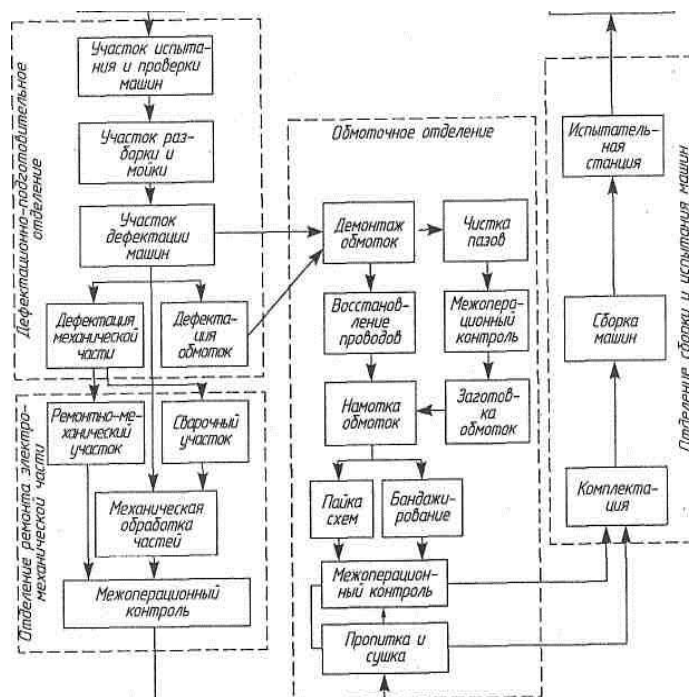 Дефектационно-подготовительное
отделение
Участок испыта-
ния и проверки
машин
Участок раз-
борки и
мойки
Участок
дефектации
машин
Дефектация
механической
части
Дефекта-
ция
обмоток
Отделение ремонта электро-
механической части
Ремонтно-ме-
ханический
участок
Сварочный
участок
Механическая
обработка
частей
Межоперационный
контроль
Обмоточное отделение
Демонтаж
обмоток
Чистка
пазов
Восстанов-
ление
проводов
Межопера-
ционный
контроль
Намотка
обмоток
Заготов-
ка
обмоток
Пайка
схем
Бандажи-
рование
Межоперацион-
ный контроль
Пропитка и
сушка
Отделение сборки и испытания машин
Испытатель-
ная
станция
Сборка
машин
Комплекта-
ция